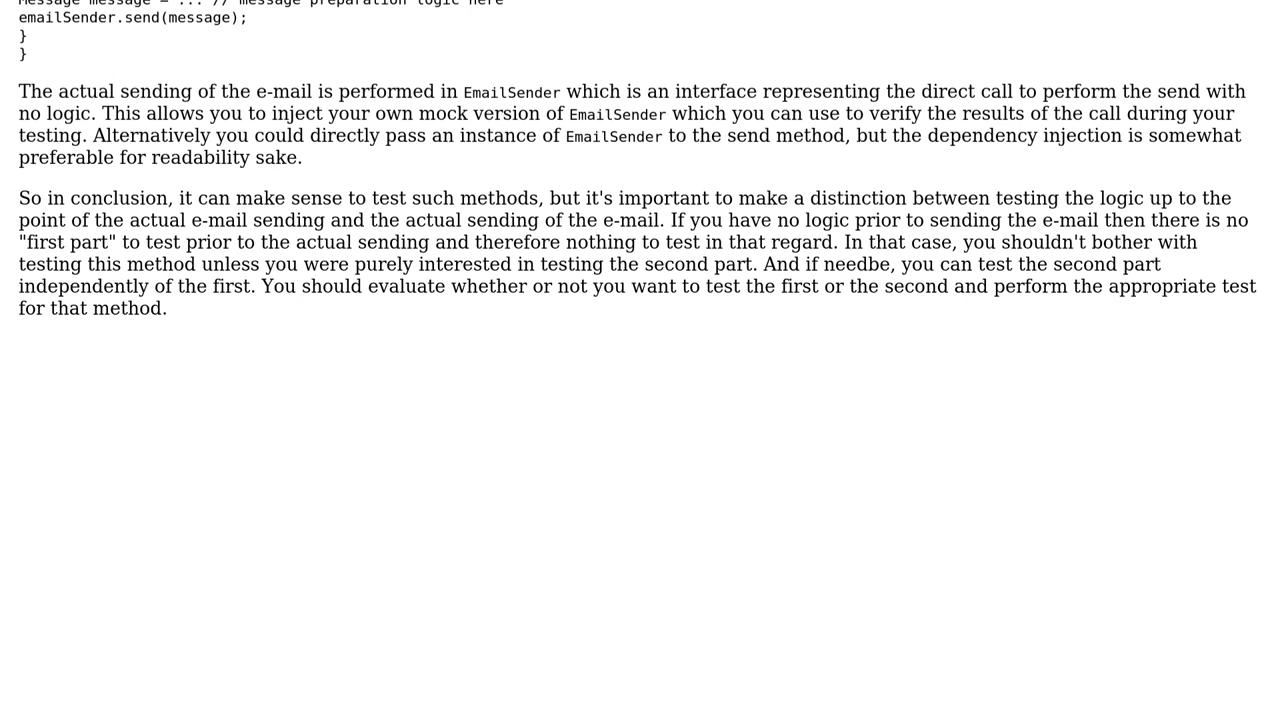 Message message = ... // message preparation logic here
emailSender.send(message);
}
}
The actual sending of the e-mail is performed in EmailSender which is an interface representing the direct call to perform the send with
no logic. This allows you to inject your own mock version of EmailSender which you can use to verify the results of the call during your
testing. Alternatively you could directly pass an instance of EmailSender to the send method, but the dependency injection is somewhat
preferable for readability sake.
So in conclusion, it can make sense to test such methods, but it's important to make a distinction between testing the logic up to the
point of the actual e-mail sending and the actual sending of the e-mail. If you have no logic prior to sending the e-mail then there is no
"first part" to test prior to the actual sending and therefore nothing to test in that regard. In that case, you shouldn't bother with
testing this method unless you were purely interested in testing the second part. And if needbe, you can test the second part
independently of the first. You should evaluate whether or not you want to test the first or the second and perform the appropriate test
for that method.